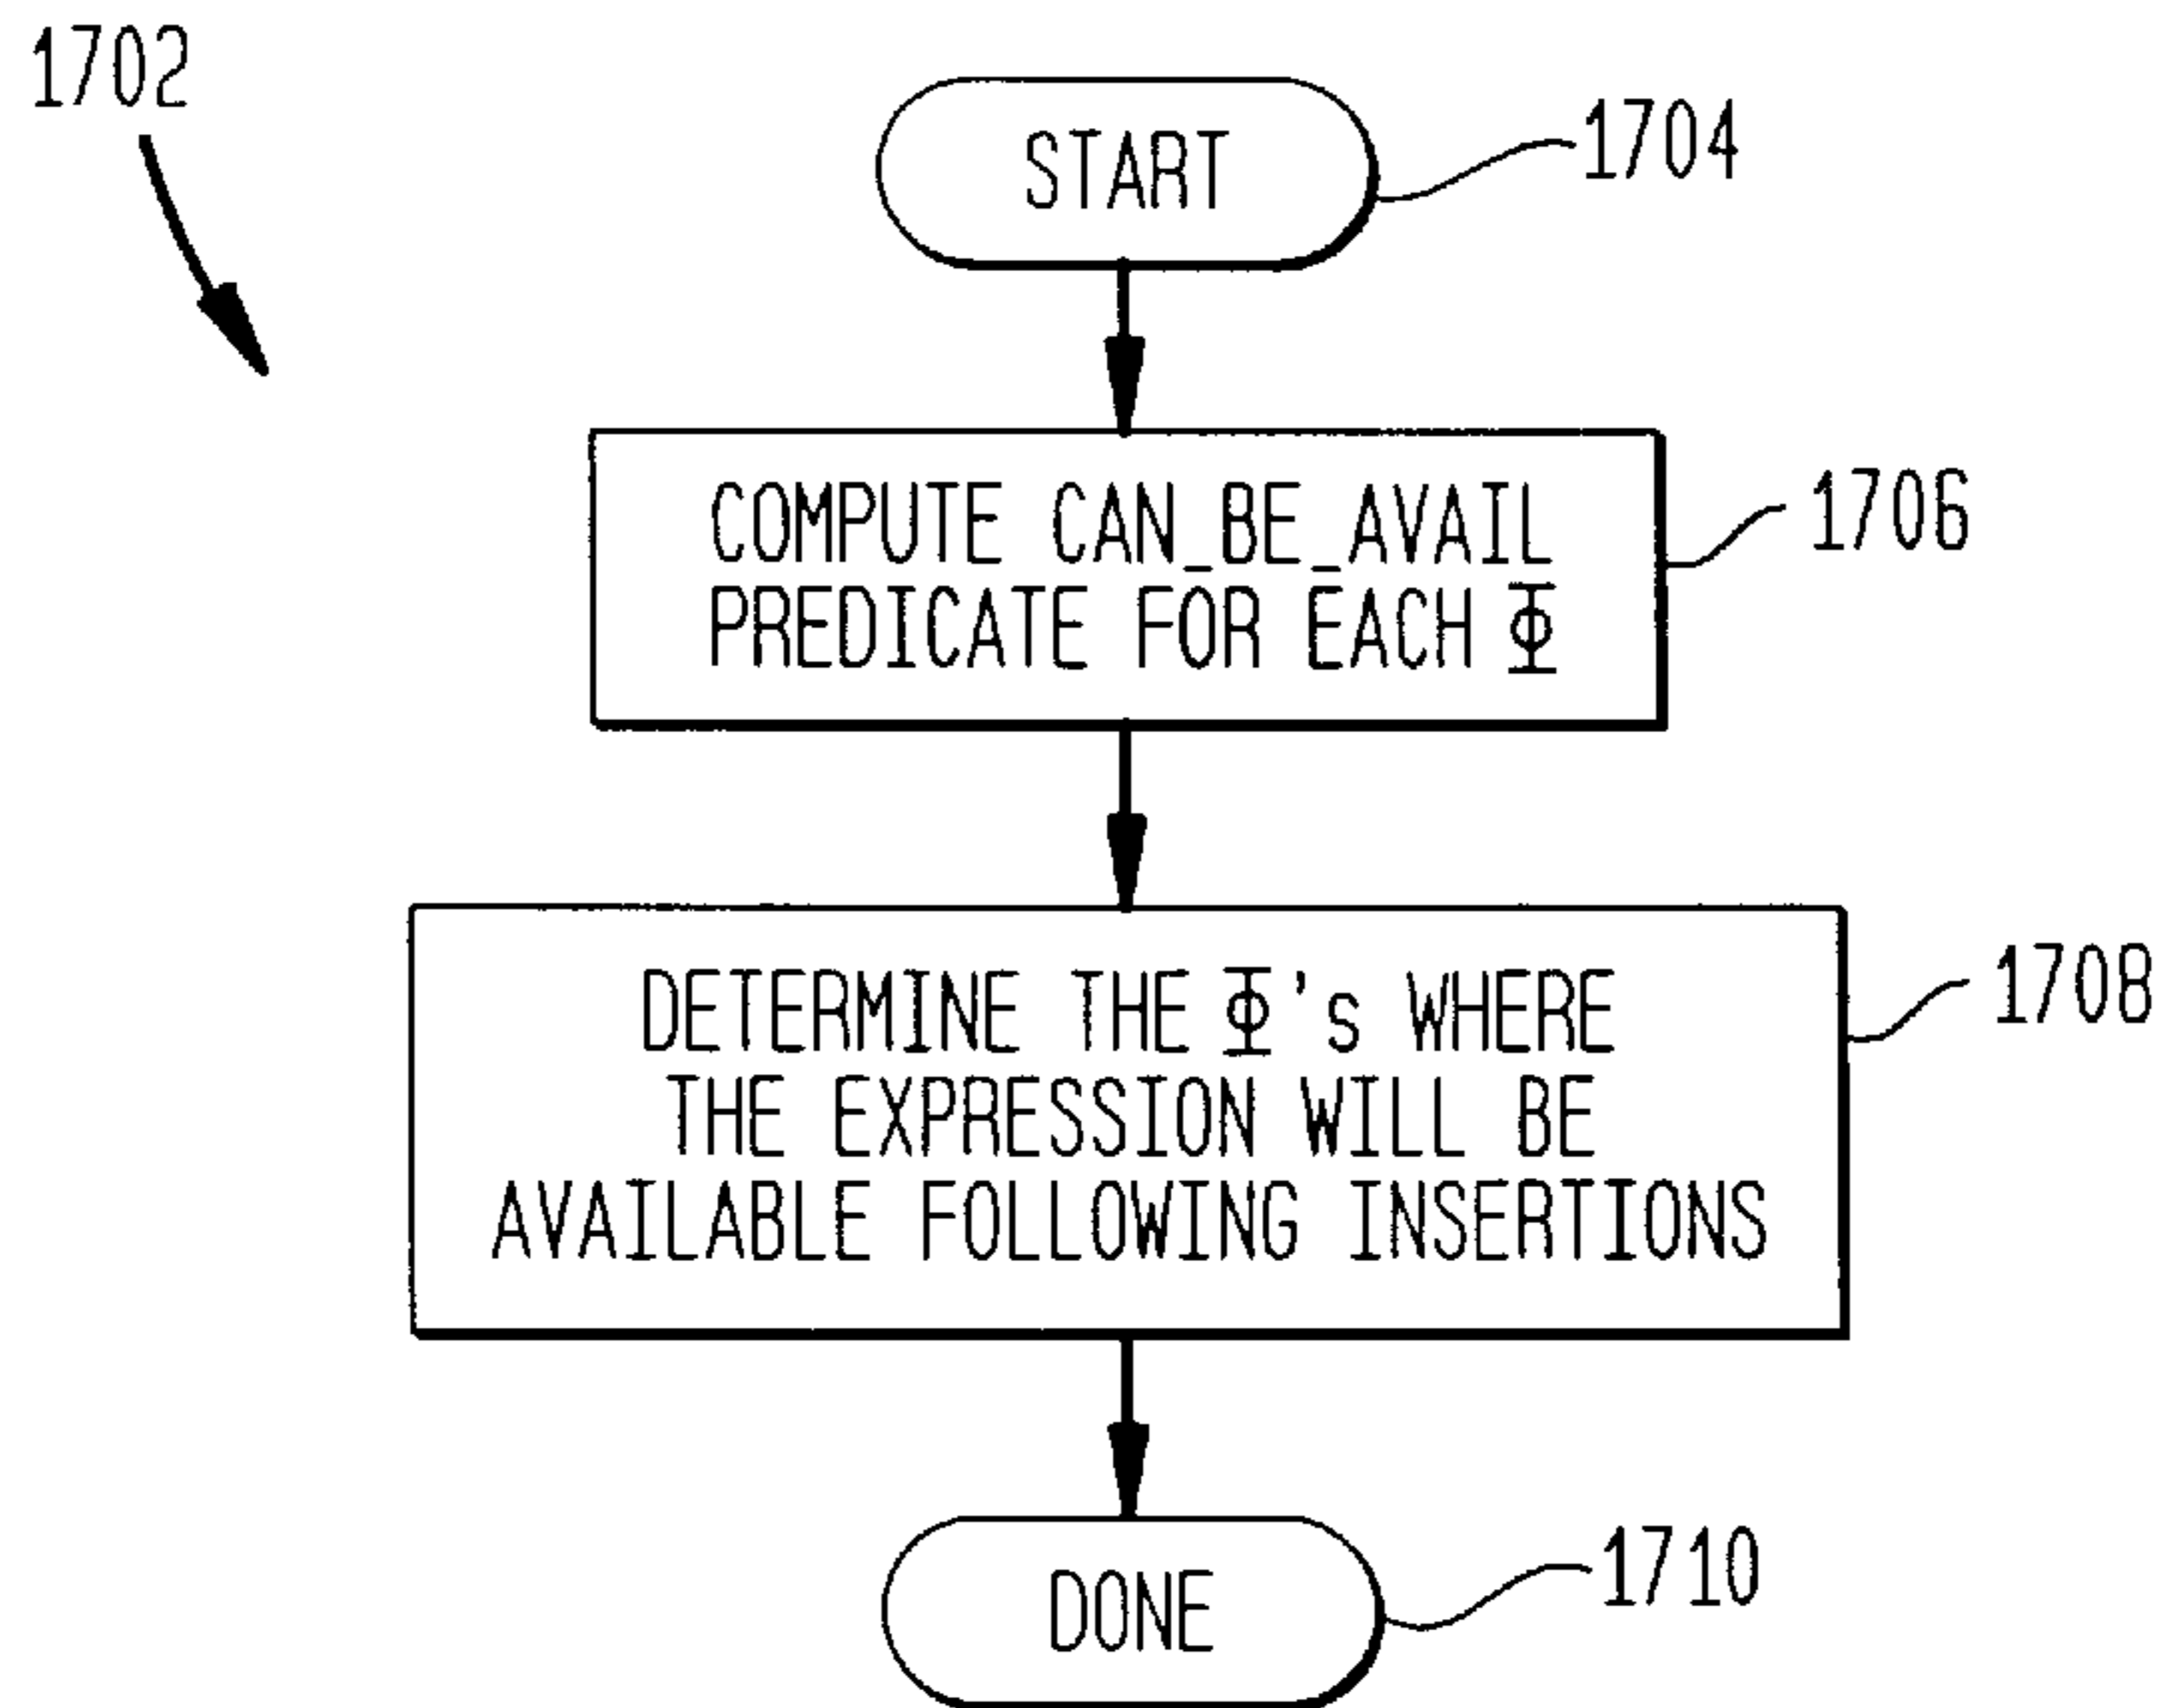 1702
START
1704
COMPUTE CAN_BE_AVAIL
PREDICATE FOR EACH Φ
1706
DETERMINE THE Φ's WHERE
THE EXPRESSION WILL BE
AVAILABLE FOLLOWING INSERTIONS
1708
DONE
1710